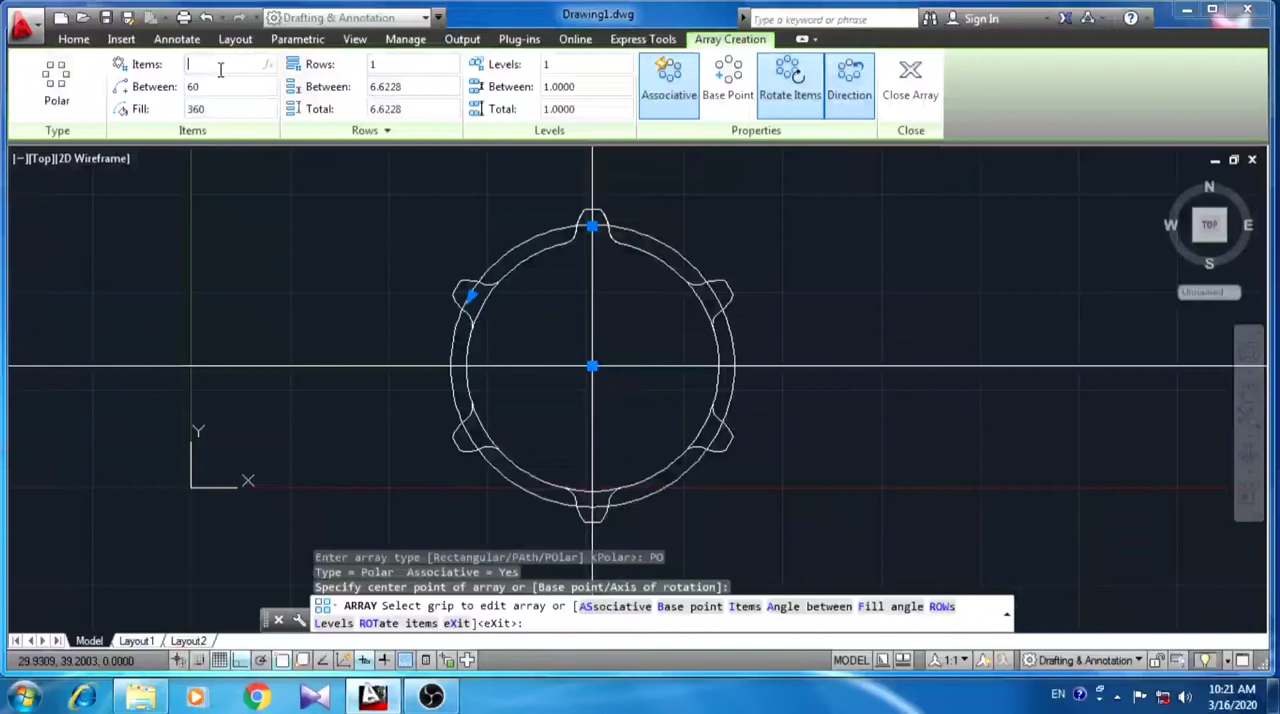 Drafting & Annotation
Drawing1.dwg
Type a keyword or phrase
Sign In
Home
Insert
Annotate
Layout
Parametric
View
Manage
Output
Plug-ins
Online
Express Tools
Array Creation
Items:
Rows:
1
Levels:
1
Between:
60
Between:
6.6228
Between:
1.0000
Fill:
360
Total:
6.6228
Total:
1.0000
Polar
Associative
Base Point
Rotate Items
Direction
Close Array
Type
Items
Rows
Levels
Properties
Close
[−][Top][2D Wireframe]
N
W
TOP
E
S
Unnamed
Y
X
Enter array type [Rectangular/PAth/POlar] <Polar>: PO
Type = Polar  Associative = Yes
Specify center point of array or [Base point/Axis of rotation]:
ARRAY Select grip to edit array or [ASsociative Base point Items Angle between Fill angle ROWs
Levels ROTate items eXit]<eXit>:
Model
Layout1
Layout2
29.9309, 39.2003, 0.0000
MODEL
1:1
Drafting & Annotation
EN
10:21 AM
3/16/2020